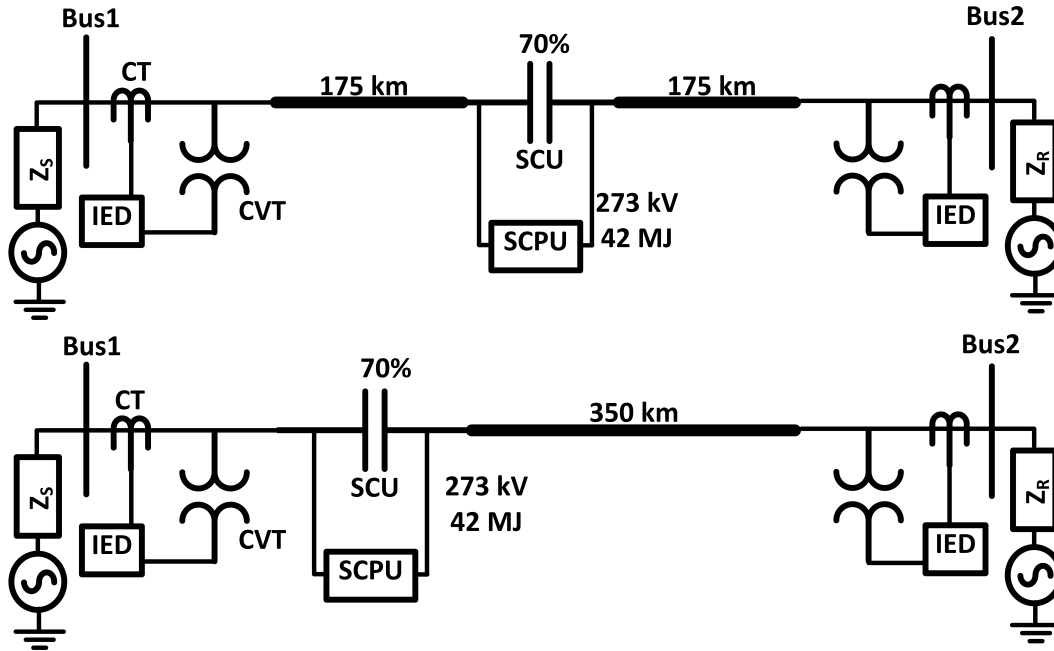 Bus1
Bus2
70%
CT
175 km
175 km
Zs
SCU
ZR
IED
CVT
273 kV
IED
SCPU
42 MJ
Bus1
Bus2
70%
CT
350 km
Zs
SCU
273 kV
ZR
42 MJ
IED
CVT
IED
SCPU